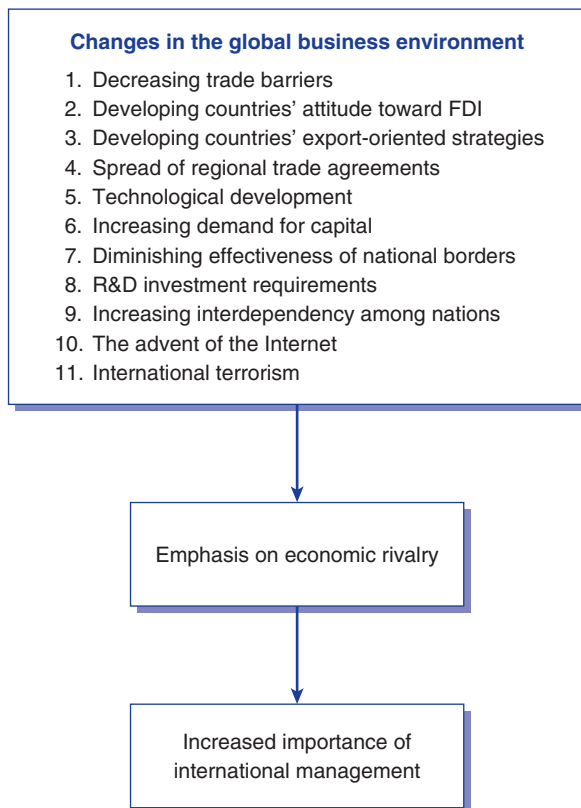 Changes in the global business environment
1. Decreasing trade barriers
2. Developing countries’ attitude toward FDI
3. Developing countries’ export-oriented strategies
4. Spread of regional trade agreements
5. Technological development
6. Increasing demand for capital
7. Diminishing effectiveness of national borders
8. R&D investment requirements
9. Increasing interdependency among nations
10. The advent of the Internet
11. International terrorism
Emphasis on economic rivalry
Increased importance of
international management